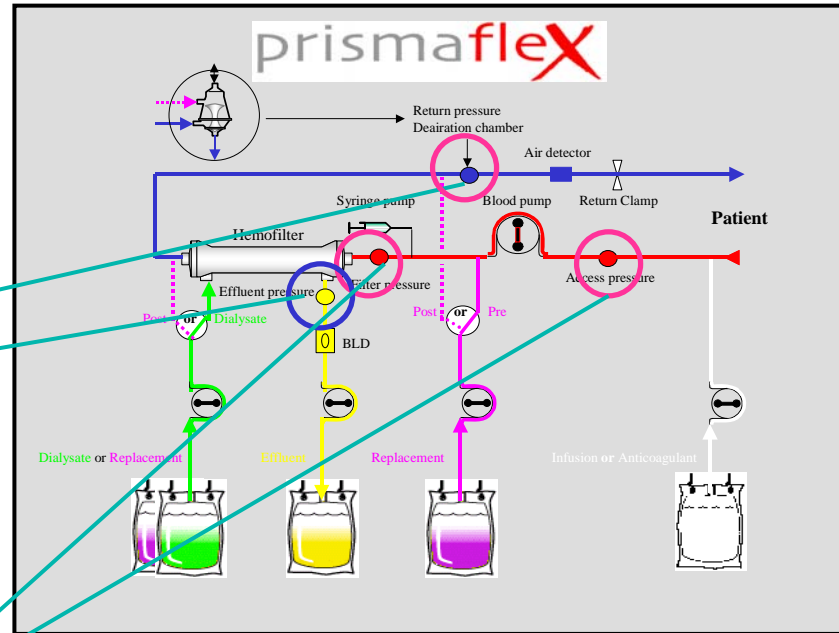 prismaflex
Return pressure
Deairation chamber
Air detector
Syringe pump
Blood pump
Return Clamp
Patient
Hemofilter
Effluent pressure
Filter pressure
Access pressure
Post
or
Dialysate
Post
or
Pre
BLD
Dialysate or Replacement
Effluent
Replacement
Infusion or Anticoagulant